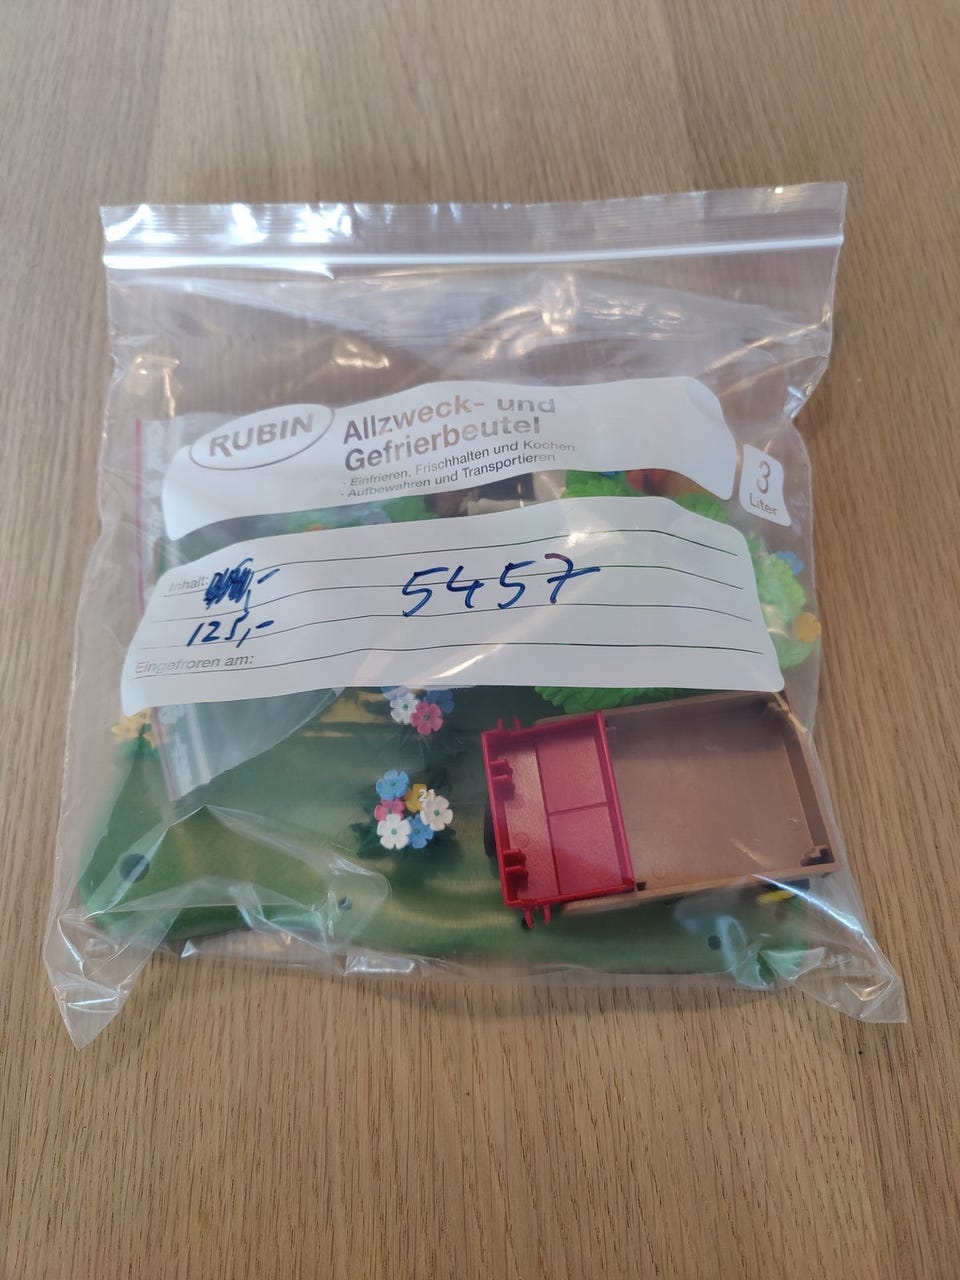 RUBIN
Allzweck- und
Gefrierbeutel
· Einfrieren, Frischhalten und Kochen
· Aufbewahren und Transportieren
3
Liter
Inhalt:
5457
125,-
Eingefroren am: